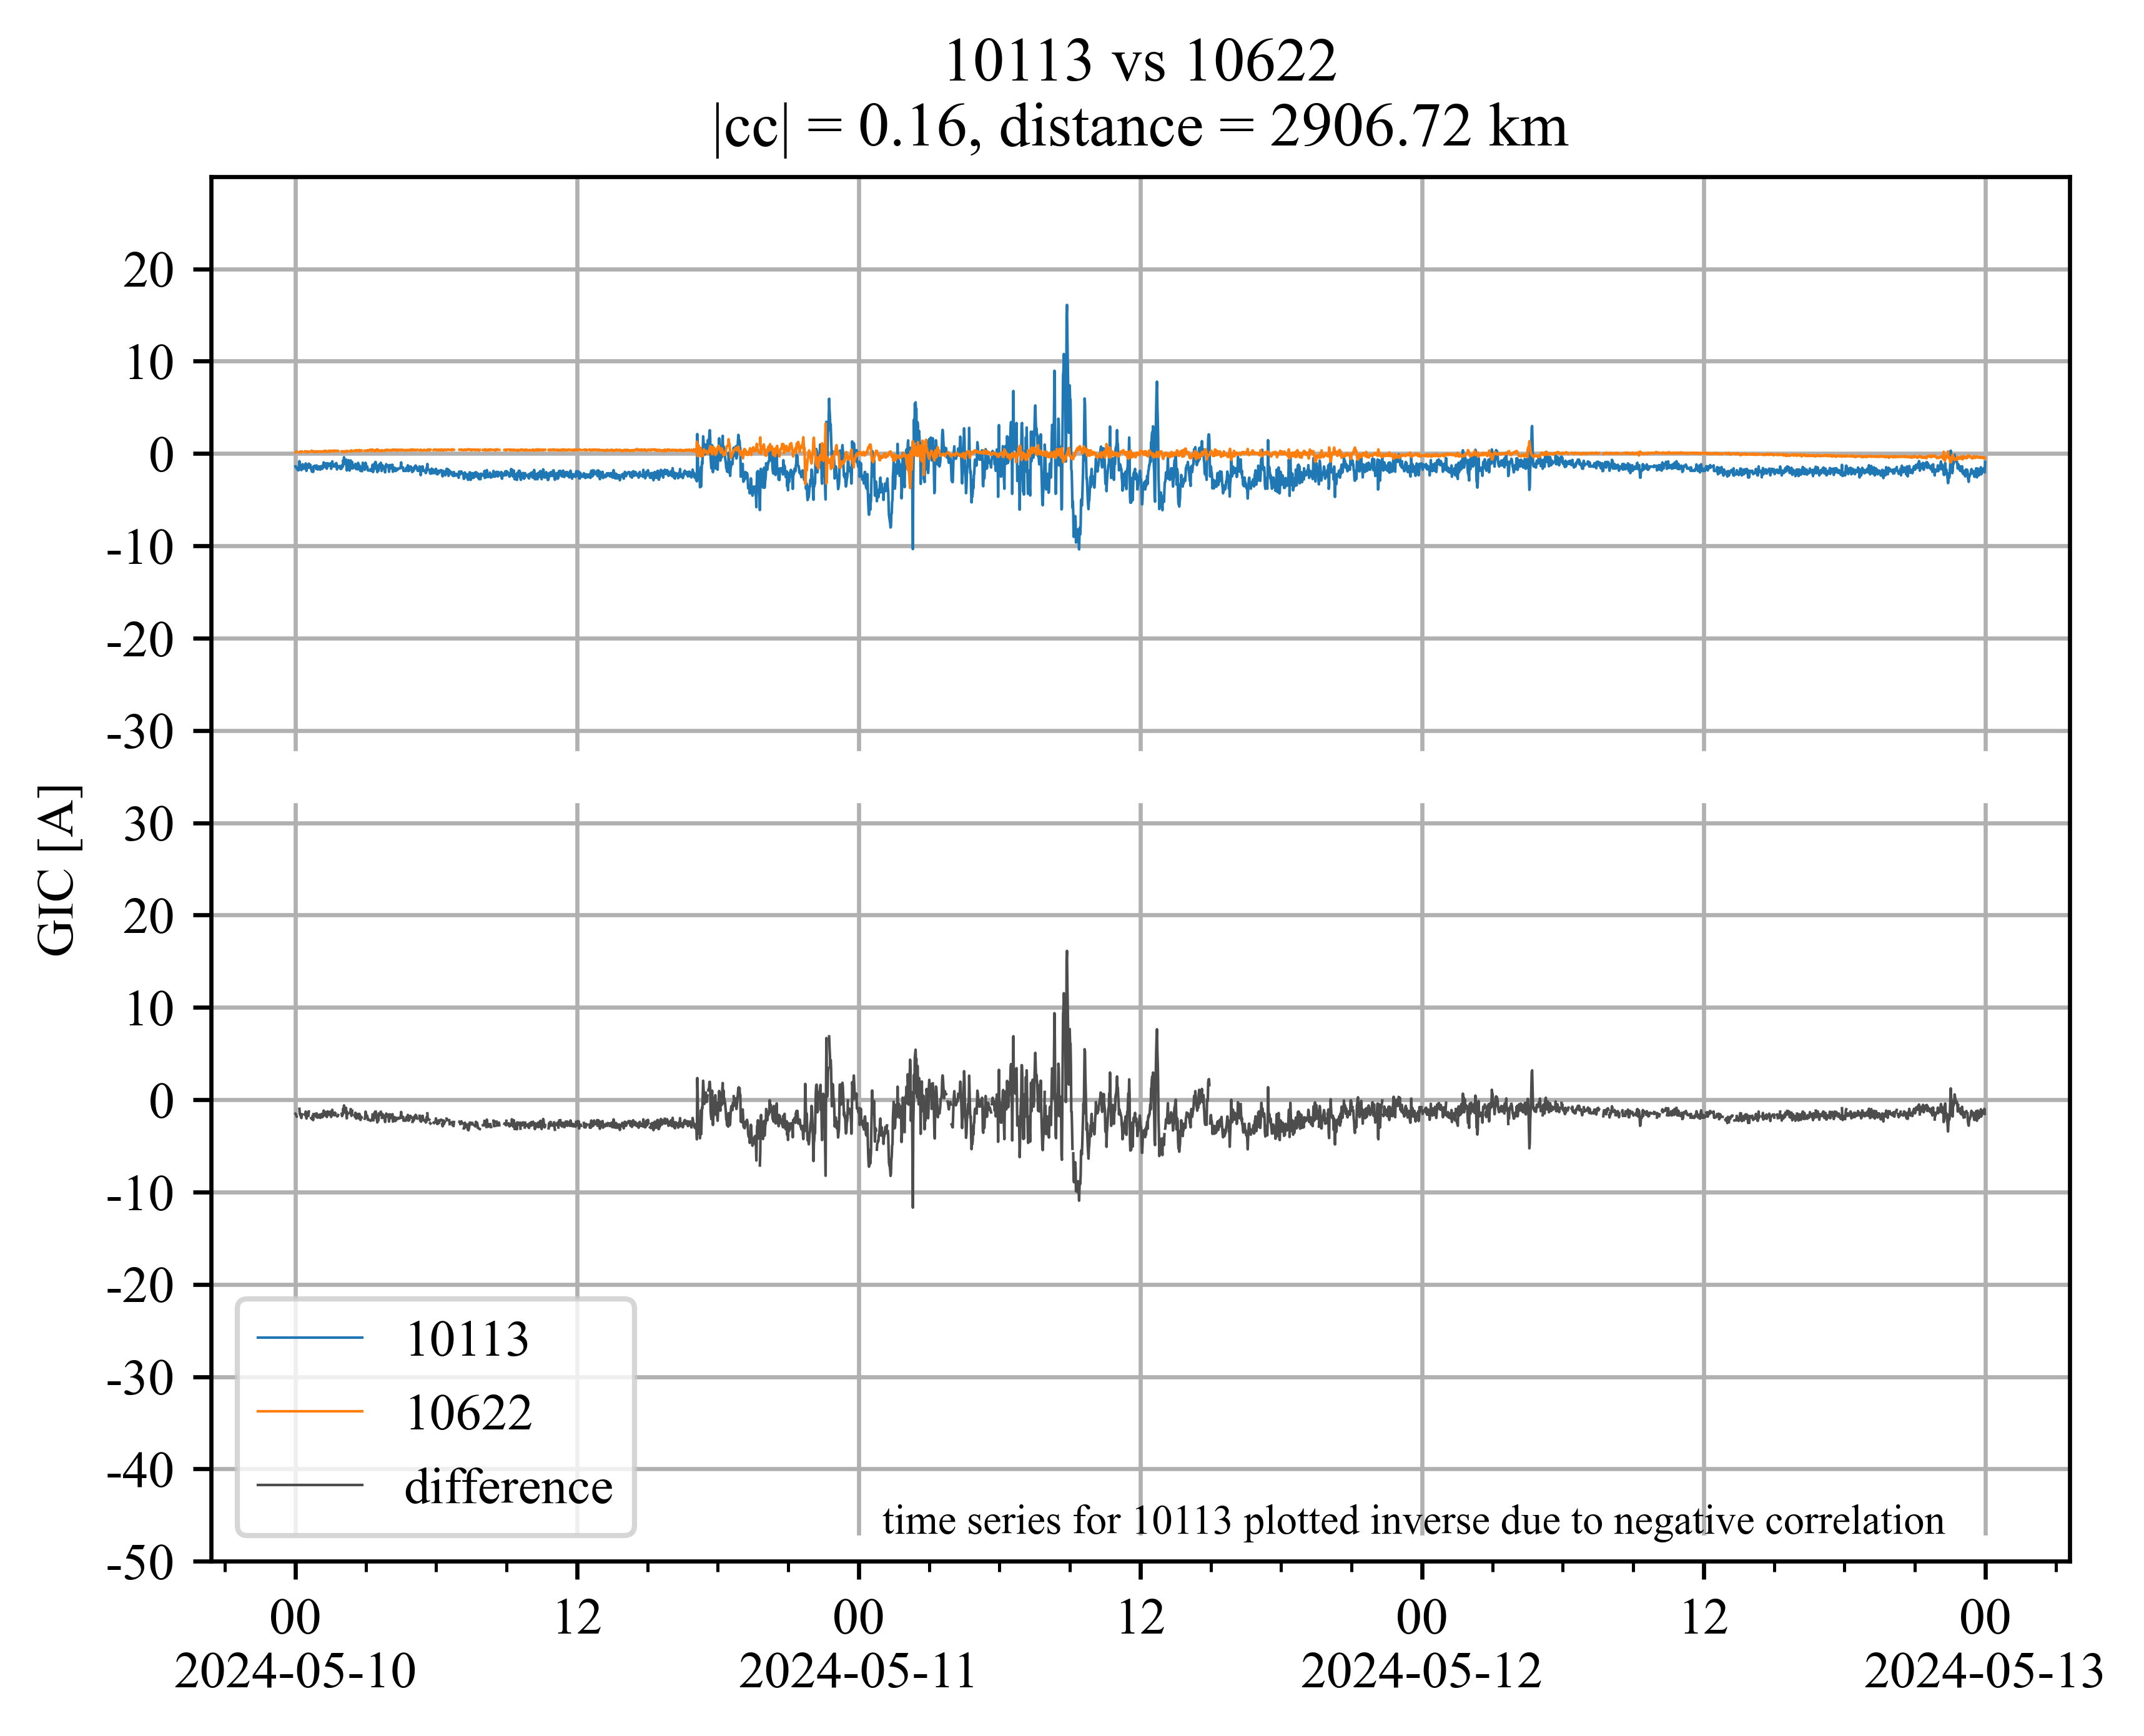 10113 vs 10622
|cc| = 0.16, distance = 2906.72 km
20
10
0
-10
-20
-30
30
20
10
0
-10
-20
-30
-40
-50
GIC [A]
10113
10622
difference
time series for 10113 plotted inverse due to negative correlation
00 12 00 12 00 12 00
2024-05-10 2024-05-11 2024-05-12 2024-05-13